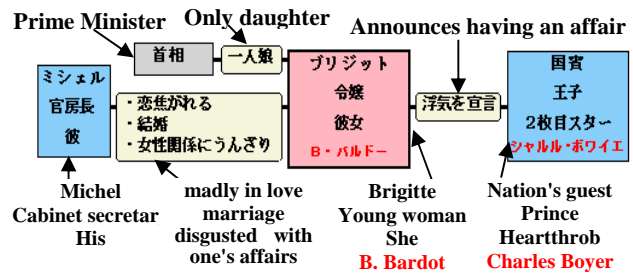 Prime Minister
Only daughter
Announces having an affair
首相
一人娘
ミシェル
官房長
彼
・恋焦がれる
・結婚
・女性関係にうんざり
ブリジット
令嬢
彼女
B・バルドー
浮気を宣言
国賓
王子
2枚目スター
シャルル・ボワイエ
Michel
Cabinet secretar
His
madly in love
marriage
disgusted with
one's affairs
Brigitte
Young woman
She
B. Bardot
Nation's guest
Prince
Heartthrob
Charles Boyer